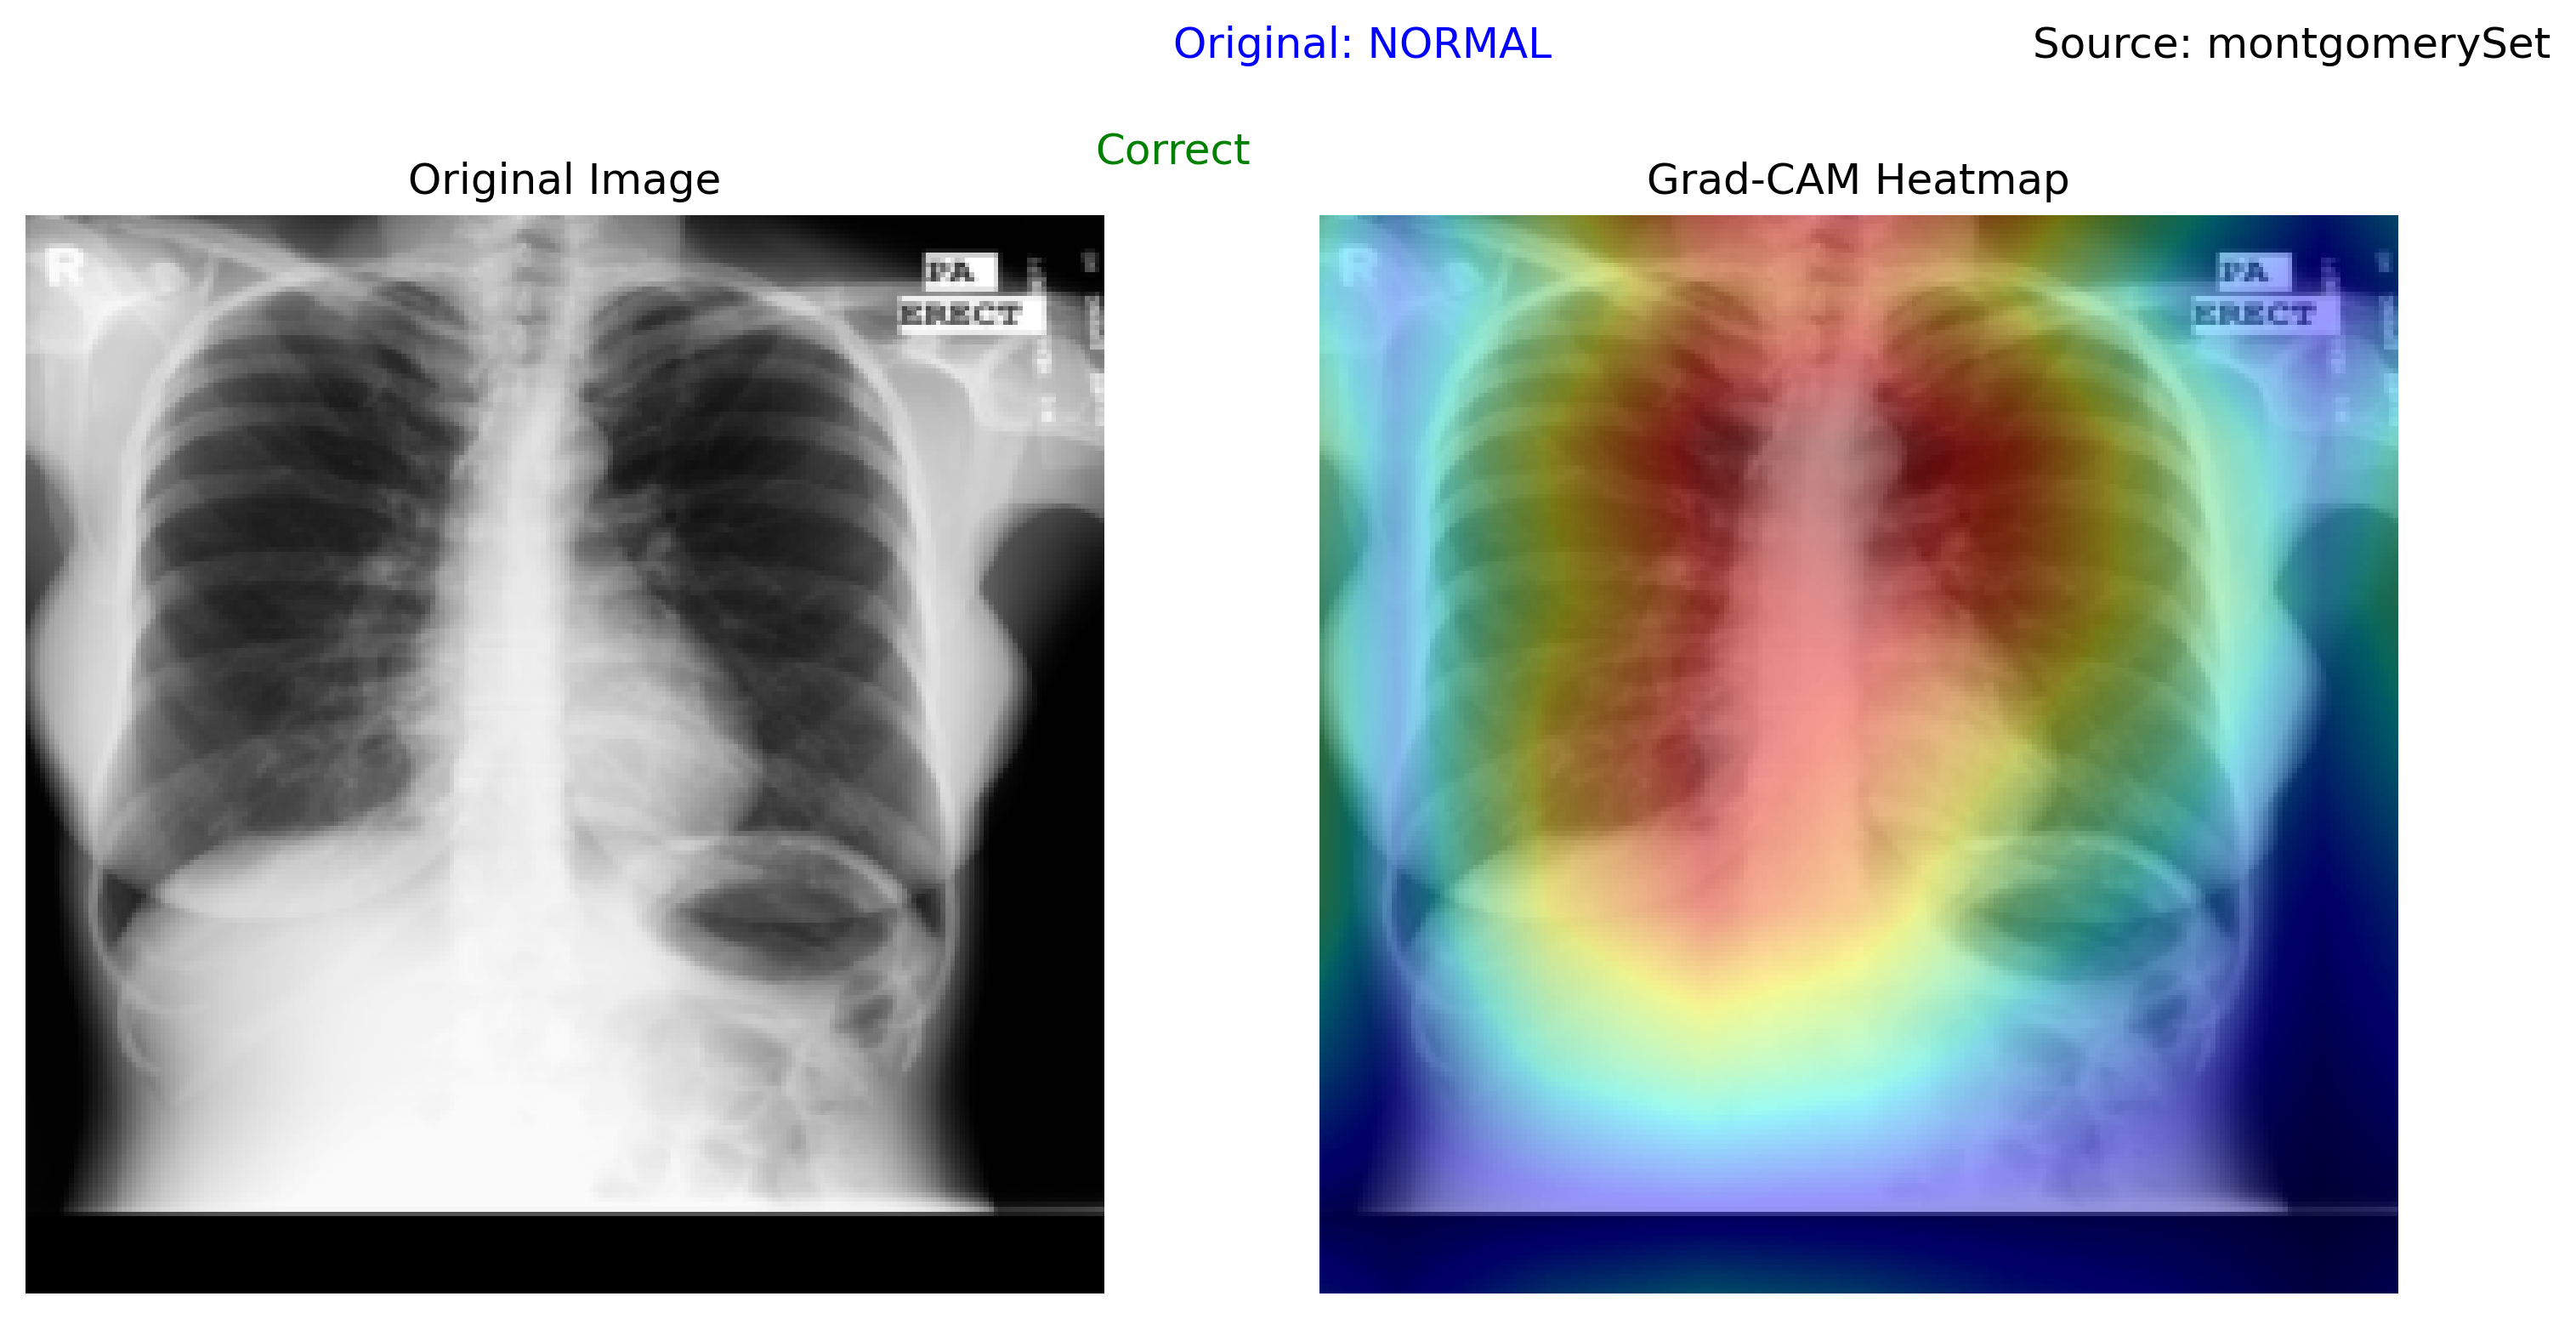 Original: NORMAL
Source: montgomerySet
Correct
Original Image
Grad-CAM Heatmap
R
PA
ERECT
R
PA
ERECT